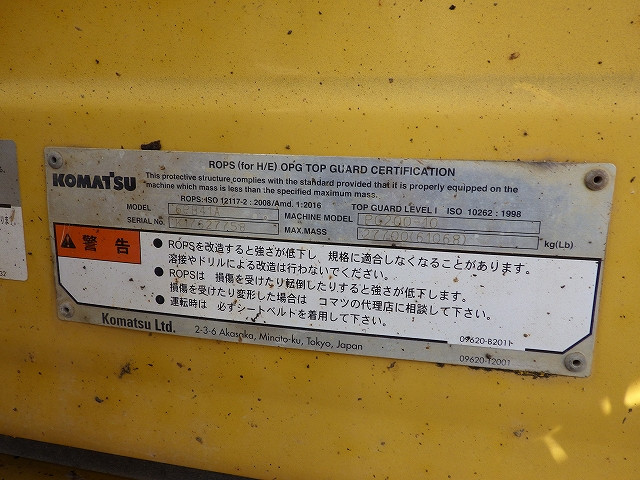 ROPS (for H/E) OPG TOP GUARD CERTIFICATION
KOMATSU
This protective structure complies with the standard provided that it is properly equipped on the
machine which mass is less than the specified maximum mass.
ROPS:ISO 12117-2 : 2008/Amd. 1:2016
TOP GUARD LEVEL I ISO 10262 : 1998
MODEL
MACHINE MODEL PC200-10
SERIAL NO.
MAX.MASS 27700(61068) kg(Lb)
警告
● ROPSを改造すると強さが低下し、規格に適合しなくなることがあります。
溶接やドリルによる改造は行わないでください。
● ROPSは 損傷を受けたり転倒したりすると強さが低下します。
損傷を受けたり変形した場合は コマツの代理店に相談して下さい。
● 運転時は 必ずシートベルトを着用して下さい。
09620-B2011
Komatsu Ltd.
2-3-6 Akasaka, Minato-ku, Tokyo, Japan
09620-12001